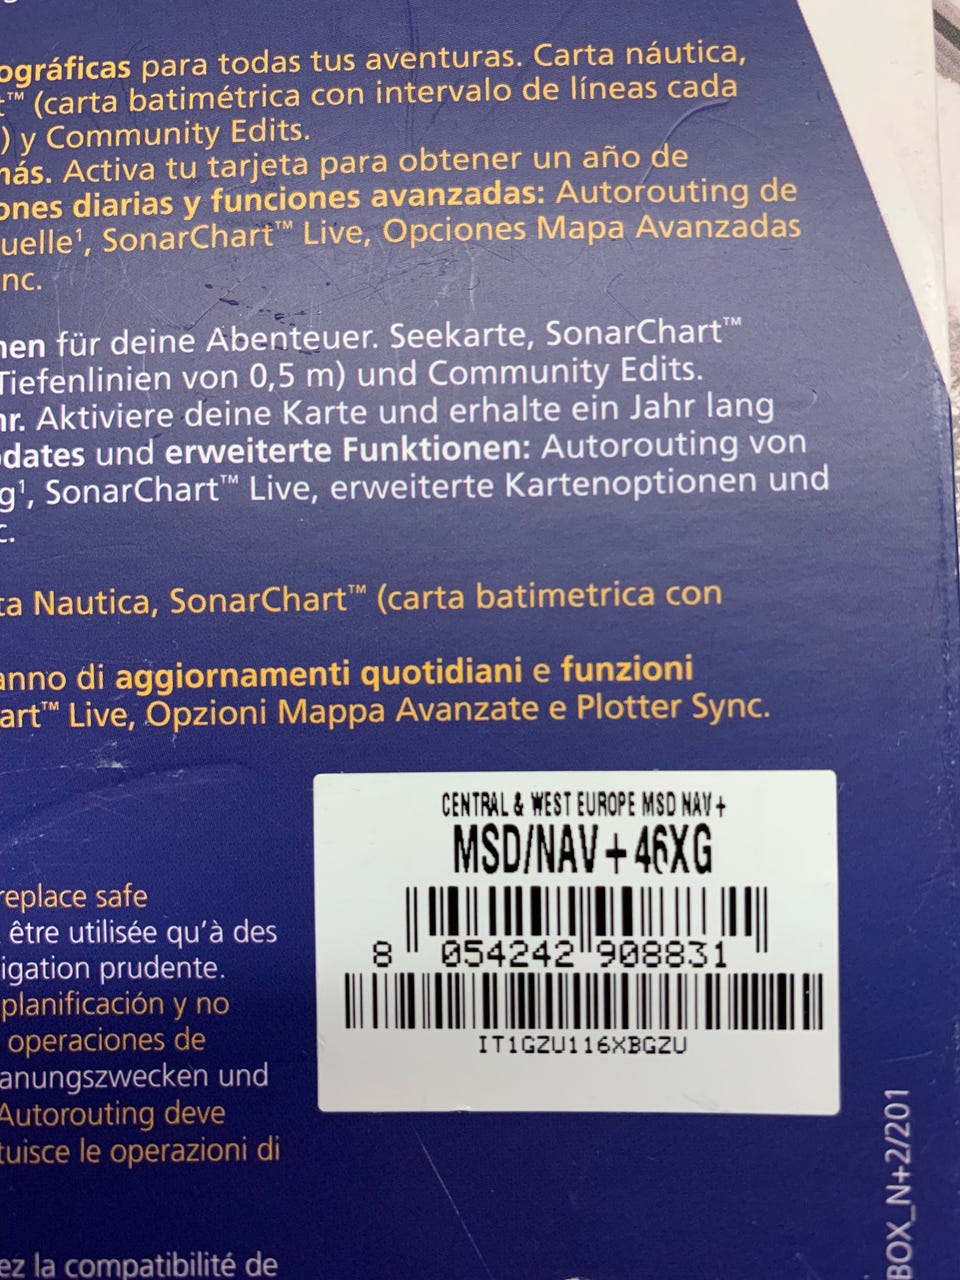 ográficas para todas tus aventuras. Carta náutica,
t™ (carta batimétrica con intervalo de líneas cada
) y Community Edits.
más. Activa tu tarjeta para obtener un año de
ones diarias y funciones avanzadas: Autorouting de
uelle¹, SonarChart™ Live, Opciones Mapa Avanzadas
nc.
nen für deine Abenteuer. Seekarte, SonarChart™
Tiefenlinien von 0,5 m) und Community Edits.
hr. Aktiviere deine Karte und erhalte ein Jahr lang
odates und erweiterte Funktionen: Autorouting von
g¹, SonarChart™ Live, erweiterte Kartenoptionen und
c.
ta Nautica, SonarChart™ (carta batimetrica con
anno di aggiornamenti quotidiani e funzioni
art™ Live, Opzioni Mappa Avanzate e Plotter Sync.
CENTRAL & WEST EUROPE MSD NAV+
MSD/NAV+46XG
8 054242 908831
IT1GZU116XBGZU
replace safe
être utilisée qu'à des
igation prudente.
planificación y no
operaciones de
anungszwecken und
Autorouting deve
tuisce le operazioni di
ez la compatibilité de
BOX_N+2/201